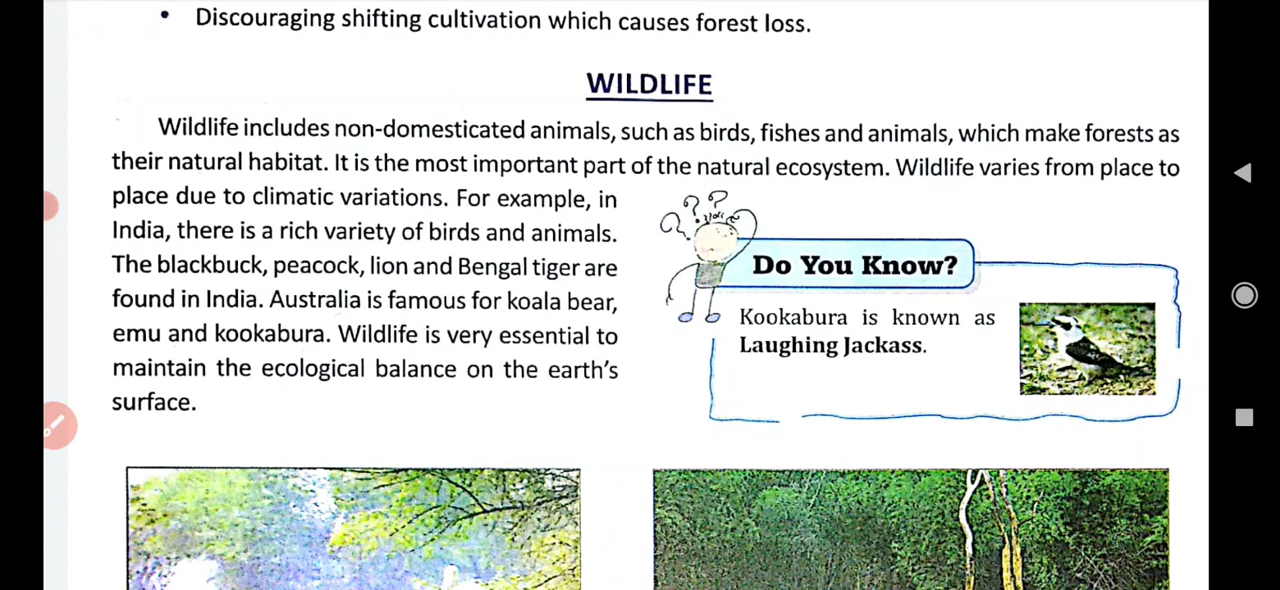 • Discouraging shifting cultivation which causes forest loss.
WILDLIFE
Wildlife includes non-domesticated animals, such as birds, fishes and animals, which make forests as
their natural habitat. It is the most important part of the natural ecosystem. Wildlife varies from place to
place due to climatic variations. For example, in
India, there is a rich variety of birds and animals.
The blackbuck, peacock, lion and Bengal tiger are
found in India. Australia is famous for koala bear,
emu and kookabura. Wildlife is very essential to
maintain the ecological balance on the earth's
surface.
? ? ?
Do You Know?
Kookabura is known as
Laughing Jackass.